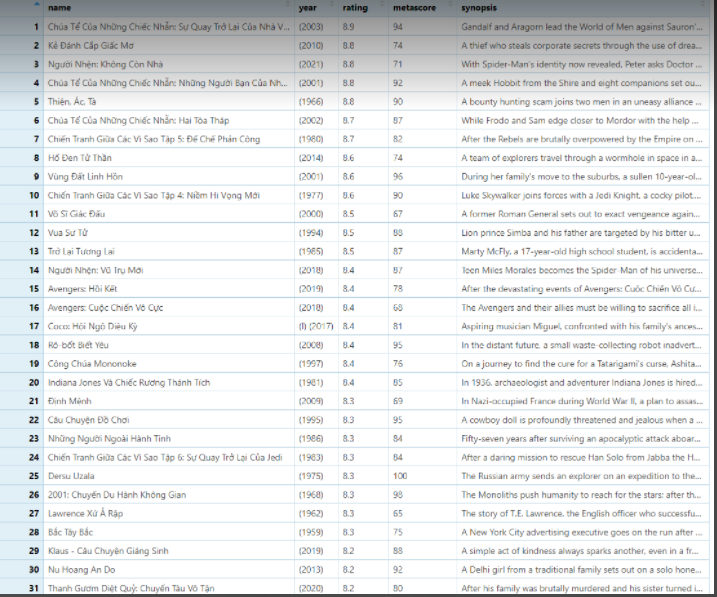 name year rating metascore synopsis
1 Chúa Tể Của Những Chiếc Nhẫn: Sự Quay Trở Lại Của Nhà V... (2003) 8.9 94 Gandalf and Aragorn lead the World of Men against Sauron'...
2 Kẻ Đánh Cắp Giấc Mơ (2010) 8.8 74 A thief who steals corporate secrets through the use of drea...
3 Người Nhện: Không Còn Nhà (2021) 8.8 71 With Spider-Man's identity now revealed, Peter asks Doctor ...
4 Chúa Tể Của Những Chiếc Nhẫn: Những Người Bạn Của Nh... (2001) 8.8 92 A meek Hobbit from the Shire and eight companions set ou...
5 Thiện, Ác, Tà (1966) 8.8 90 A bounty hunting scam joins two men in an uneasy alliance ...
6 Chúa Tể Của Những Chiếc Nhẫn: Hai Tòa Tháp (2002) 8.7 87 While Frodo and Sam edge closer to Mordor with the help ...
7 Chiến Tranh Giữa Các Vì Sao Tập 5: Đế Chế Phản Công (1980) 8.7 82 After the Rebels are brutally overpowered by the Empire on ...
8 Hố Đen Tử Thần (2014) 8.6 74 A team of explorers travel through a wormhole in space in a...
9 Vùng Đất Linh Hồn (2001) 8.6 96 During her family's move to the suburbs, a sullen 10-year-ol...
10 Chiến Tranh Giữa Các Vì Sao Tập 4: Niềm Hi Vọng Mới (1977) 8.6 90 Luke Skywalker joins forces with a Jedi Knight, a cocky pilot...
11 Võ Sĩ Giác Đấu (2000) 8.5 67 A former Roman General sets out to exact vengeance again...
12 Vua Sư Tử (1994) 8.5 88 Lion prince Simba and his father are targeted by his bitter u...
13 Trở Lại Tương Lai (1985) 8.5 87 Marty McFly, a 17-year-old high school student, is accidenta...
14 Người Nhện: Vũ Trụ Mới (2018) 8.4 87 Teen Miles Morales becomes the Spider-Man of his universe...
15 Avengers: Hồi Kết (2019) 8.4 78 After the devastating events of Avengers: Cuộc Chiến Vô Cự...
16 Avengers: Cuộc Chiến Vô Cực (2018) 8.4 68 The Avengers and their allies must be willing to sacrifice all i...
17 Coco: Hội Ngộ Diệu Kỳ (I) (2017) 8.4 81 Aspiring musician Miguel, confronted with his family's ances...
18 Rô-bốt Biết Yêu (2008) 8.4 95 In the distant future, a small waste-collecting robot inadvert...
19 Công Chúa Mononoke (1997) 8.4 76 On a journey to find the cure for a Tatarigami's curse, Ashita...
20 Indiana Jones Và Chiếc Rương Thánh Tích (1981) 8.4 85 In 1936, archaeologist and adventurer Indiana Jones is hired...
21 Định Mệnh (2009) 8.3 69 In Nazi-occupied France during World War II, a plan to assas...
22 Câu Chuyện Đồ Chơi (1995) 8.3 95 A cowboy doll is profoundly threatened and jealous when a ...
23 Những Người Ngoài Hành Tinh (1986) 8.3 84 Fifty-seven years after surviving an apocalyptic attack aboar...
24 Chiến Tranh Giữa Các Vì Sao Tập 6: Sự Quay Trở Lại Của Jedi (1983) 8.3 84 After a daring mission to rescue Han Solo from Jabba the H...
25 Dersu Uzala (1975) 8.3 100 The Russian army sends an explorer on an expedition to the...
26 2001: Chuyến Du Hành Không Gian (1968) 8.3 98 The Monoliths push humanity to reach for the stars; after th...
27 Lawrence Xứ Ả Rập (1962) 8.3 65 The story of T.E. Lawrence, the English officer who successfu...
28 Bắc Tây Bắc (1959) 8.3 75 A New York City advertising executive goes on the run after ...
29 Klaus - Câu Chuyện Giáng Sinh (2019) 8.2 88 A simple act of kindness always sparks another, even in a fr...
30 Nụ Hoang An Do (2013) 8.2 92 A Delhi girl from a traditional family sets out on a solo hone...
31 Thanh Gươm Diệt Quỷ: Chuyến Tàu Vô Tận (2020) 8.2 80 After his family was brutally murdered and his sister turned i...